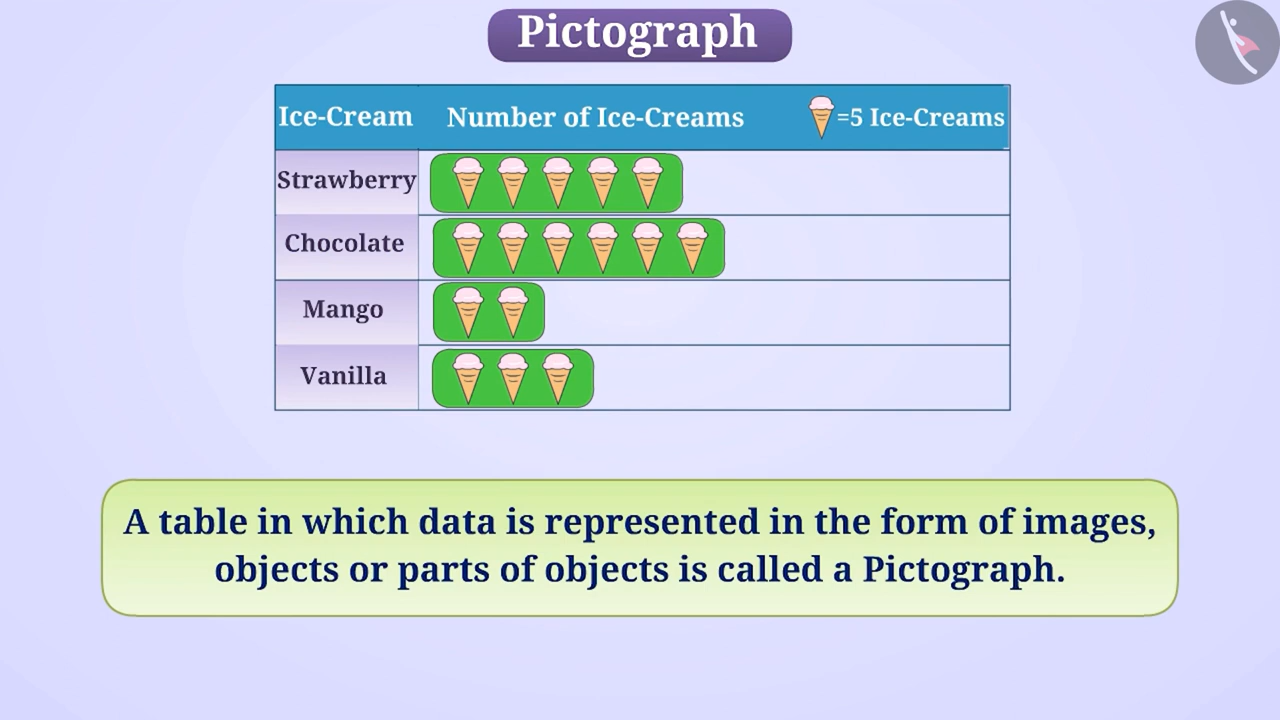 Pictograph
Ice-Cream Number of Ice-Creams =5 Ice-Creams
Strawberry
Chocolate
Mango
Vanilla
A table in which data is represented in the form of images,
objects or parts of objects is called a Pictograph.